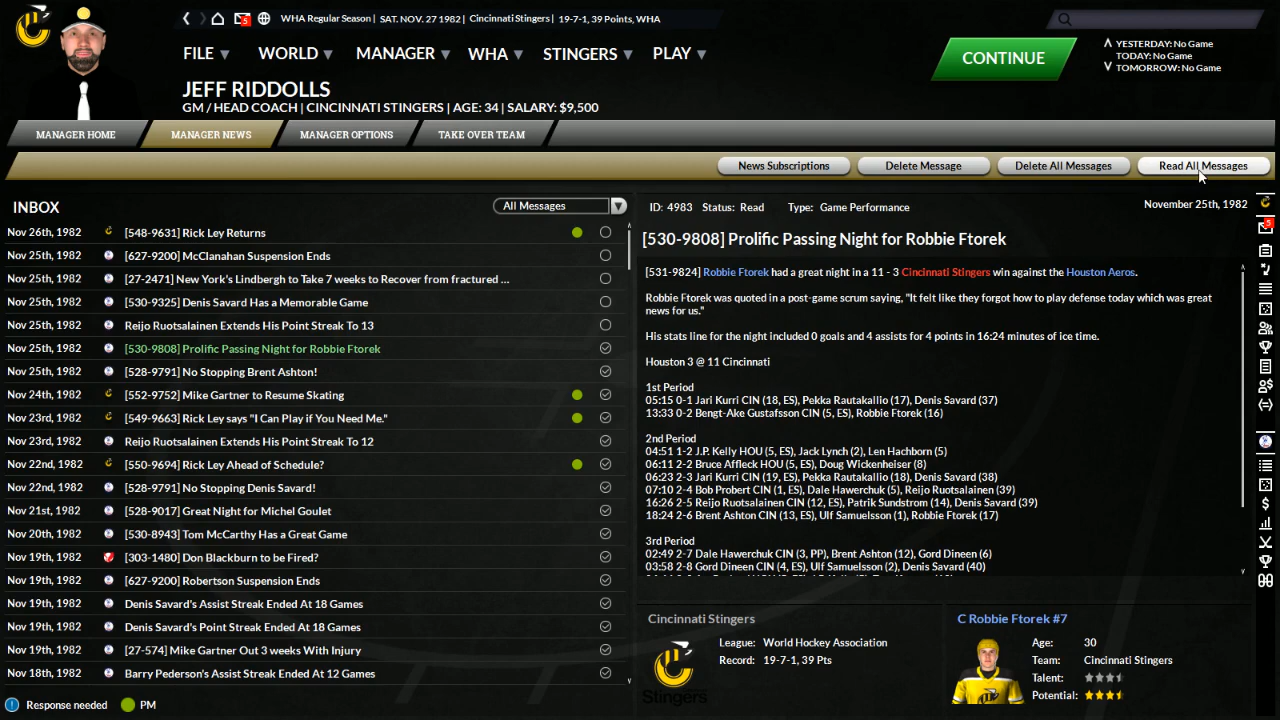 WHA Regular Season | SAT. NOV. 27 1982 | Cincinnati Stingers | 19-7-1, 39 Points, WHA
5
FILE WORLD MANAGER WHA STINGERS PLAY
CONTINUE
YESTERDAY: No Game
TODAY: No Game
TOMORROW: No Game
JEFF RIDDOLLS
GM / HEAD COACH | CINCINNATI STINGERS | AGE: 34 | SALARY: $9,500
MANAGER HOME MANAGER NEWS MANAGER OPTIONS TAKE OVER TEAM
News Subscriptions Delete Message Delete All Messages Read All Messages
INBOX
All Messages
Nov 26th, 1982 [548-9631] Rick Ley Returns
Nov 25th, 1982 [627-9200] McClanahan Suspension Ends
Nov 25th, 1982 [27-2471] New York's Lindbergh to Take 7 weeks to Recover from fractured ...
Nov 25th, 1982 [530-9325] Denis Savard Has a Memorable Game
Nov 25th, 1982 Reijo Ruotsalainen Extends His Point Streak To 13
Nov 25th, 1982 [530-9808] Prolific Passing Night for Robbie Ftorek
Nov 25th, 1982 [528-9791] No Stopping Brent Ashton!
Nov 24th, 1982 [552-9752] Mike Gartner to Resume Skating
Nov 23rd, 1982 [549-9663] Rick Ley says "I Can Play if You Need Me."
Nov 23rd, 1982 Reijo Ruotsalainen Extends His Point Streak To 12
Nov 22nd, 1982 [550-9694] Rick Ley Ahead of Schedule?
Nov 22nd, 1982 [528-9791] No Stopping Denis Savard!
Nov 21st, 1982 [528-9017] Great Night for Michel Goulet
Nov 20th, 1982 [530-8943] Tom McCarthy Has a Great Game
Nov 19th, 1982 [303-1480] Don Blackburn to be Fired?
Nov 19th, 1982 [627-9200] Robertson Suspension Ends
Nov 19th, 1982 Denis Savard's Assist Streak Ended At 18 Games
Nov 19th, 1982 Denis Savard's Point Streak Ended At 18 Games
Nov 19th, 1982 [27-574] Mike Gartner Out 3 weeks With Injury
Nov 18th, 1982 Barry Pederson's Assist Streak Ended At 12 Games
Response needed PM
ID: 4983 Status: Read Type: Game Performance
November 25th, 1982
[530-9808] Prolific Passing Night for Robbie Ftorek
[531-9824] Robbie Ftorek had a great night in a 11 - 3 Cincinnati Stingers win against the Houston Aeros.
Robbie Ftorek was quoted in a post-game scrum saying, "It felt like they forgot how to play defense today which was great
news for us."
His stats line for the night included 0 goals and 4 assists for 4 points in 16:24 minutes of ice time.
Houston 3 @ 11 Cincinnati
1st Period
05:15 0-1 Jari Kurri CIN (18, ES), Pekka Rautakallio (17), Denis Savard (37)
13:33 0-2 Bengt-Ake Gustafsson CIN (5, ES), Robbie Ftorek (16)
2nd Period
04:51 1-2 J.P. Kelly HOU (5, ES), Jack Lynch (2), Len Hachborn (5)
06:11 2-2 Bruce Affleck HOU (5, ES), Doug Wickenheiser (8)
06:23 2-3 Jari Kurri CIN (19, ES), Pekka Rautakallio (18), Denis Savard (38)
07:10 2-4 Bob Probert CIN (1, ES), Dale Hawerchuk (5), Reijo Ruotsalainen (39)
16:26 2-5 Reijo Ruotsalainen CIN (12, ES), Patrik Sundstrom (14), Denis Savard (39)
18:24 2-6 Brent Ashton CIN (13, ES), Ulf Samuelsson (1), Robbie Ftorek (17)
3rd Period
02:49 2-7 Dale Hawerchuk CIN (3, PP), Brent Ashton (12), Gord Dineen (6)
03:58 2-8 Gord Dineen CIN (4, ES), Ulf Samuelsson (2), Denis Savard (40)
Cincinnati Stingers
League: World Hockey Association
Record: 19-7-1, 39 Pts
Stingers
C Robbie Ftorek #7
Age: 30
Team: Cincinnati Stingers
Talent:
Potential:
5